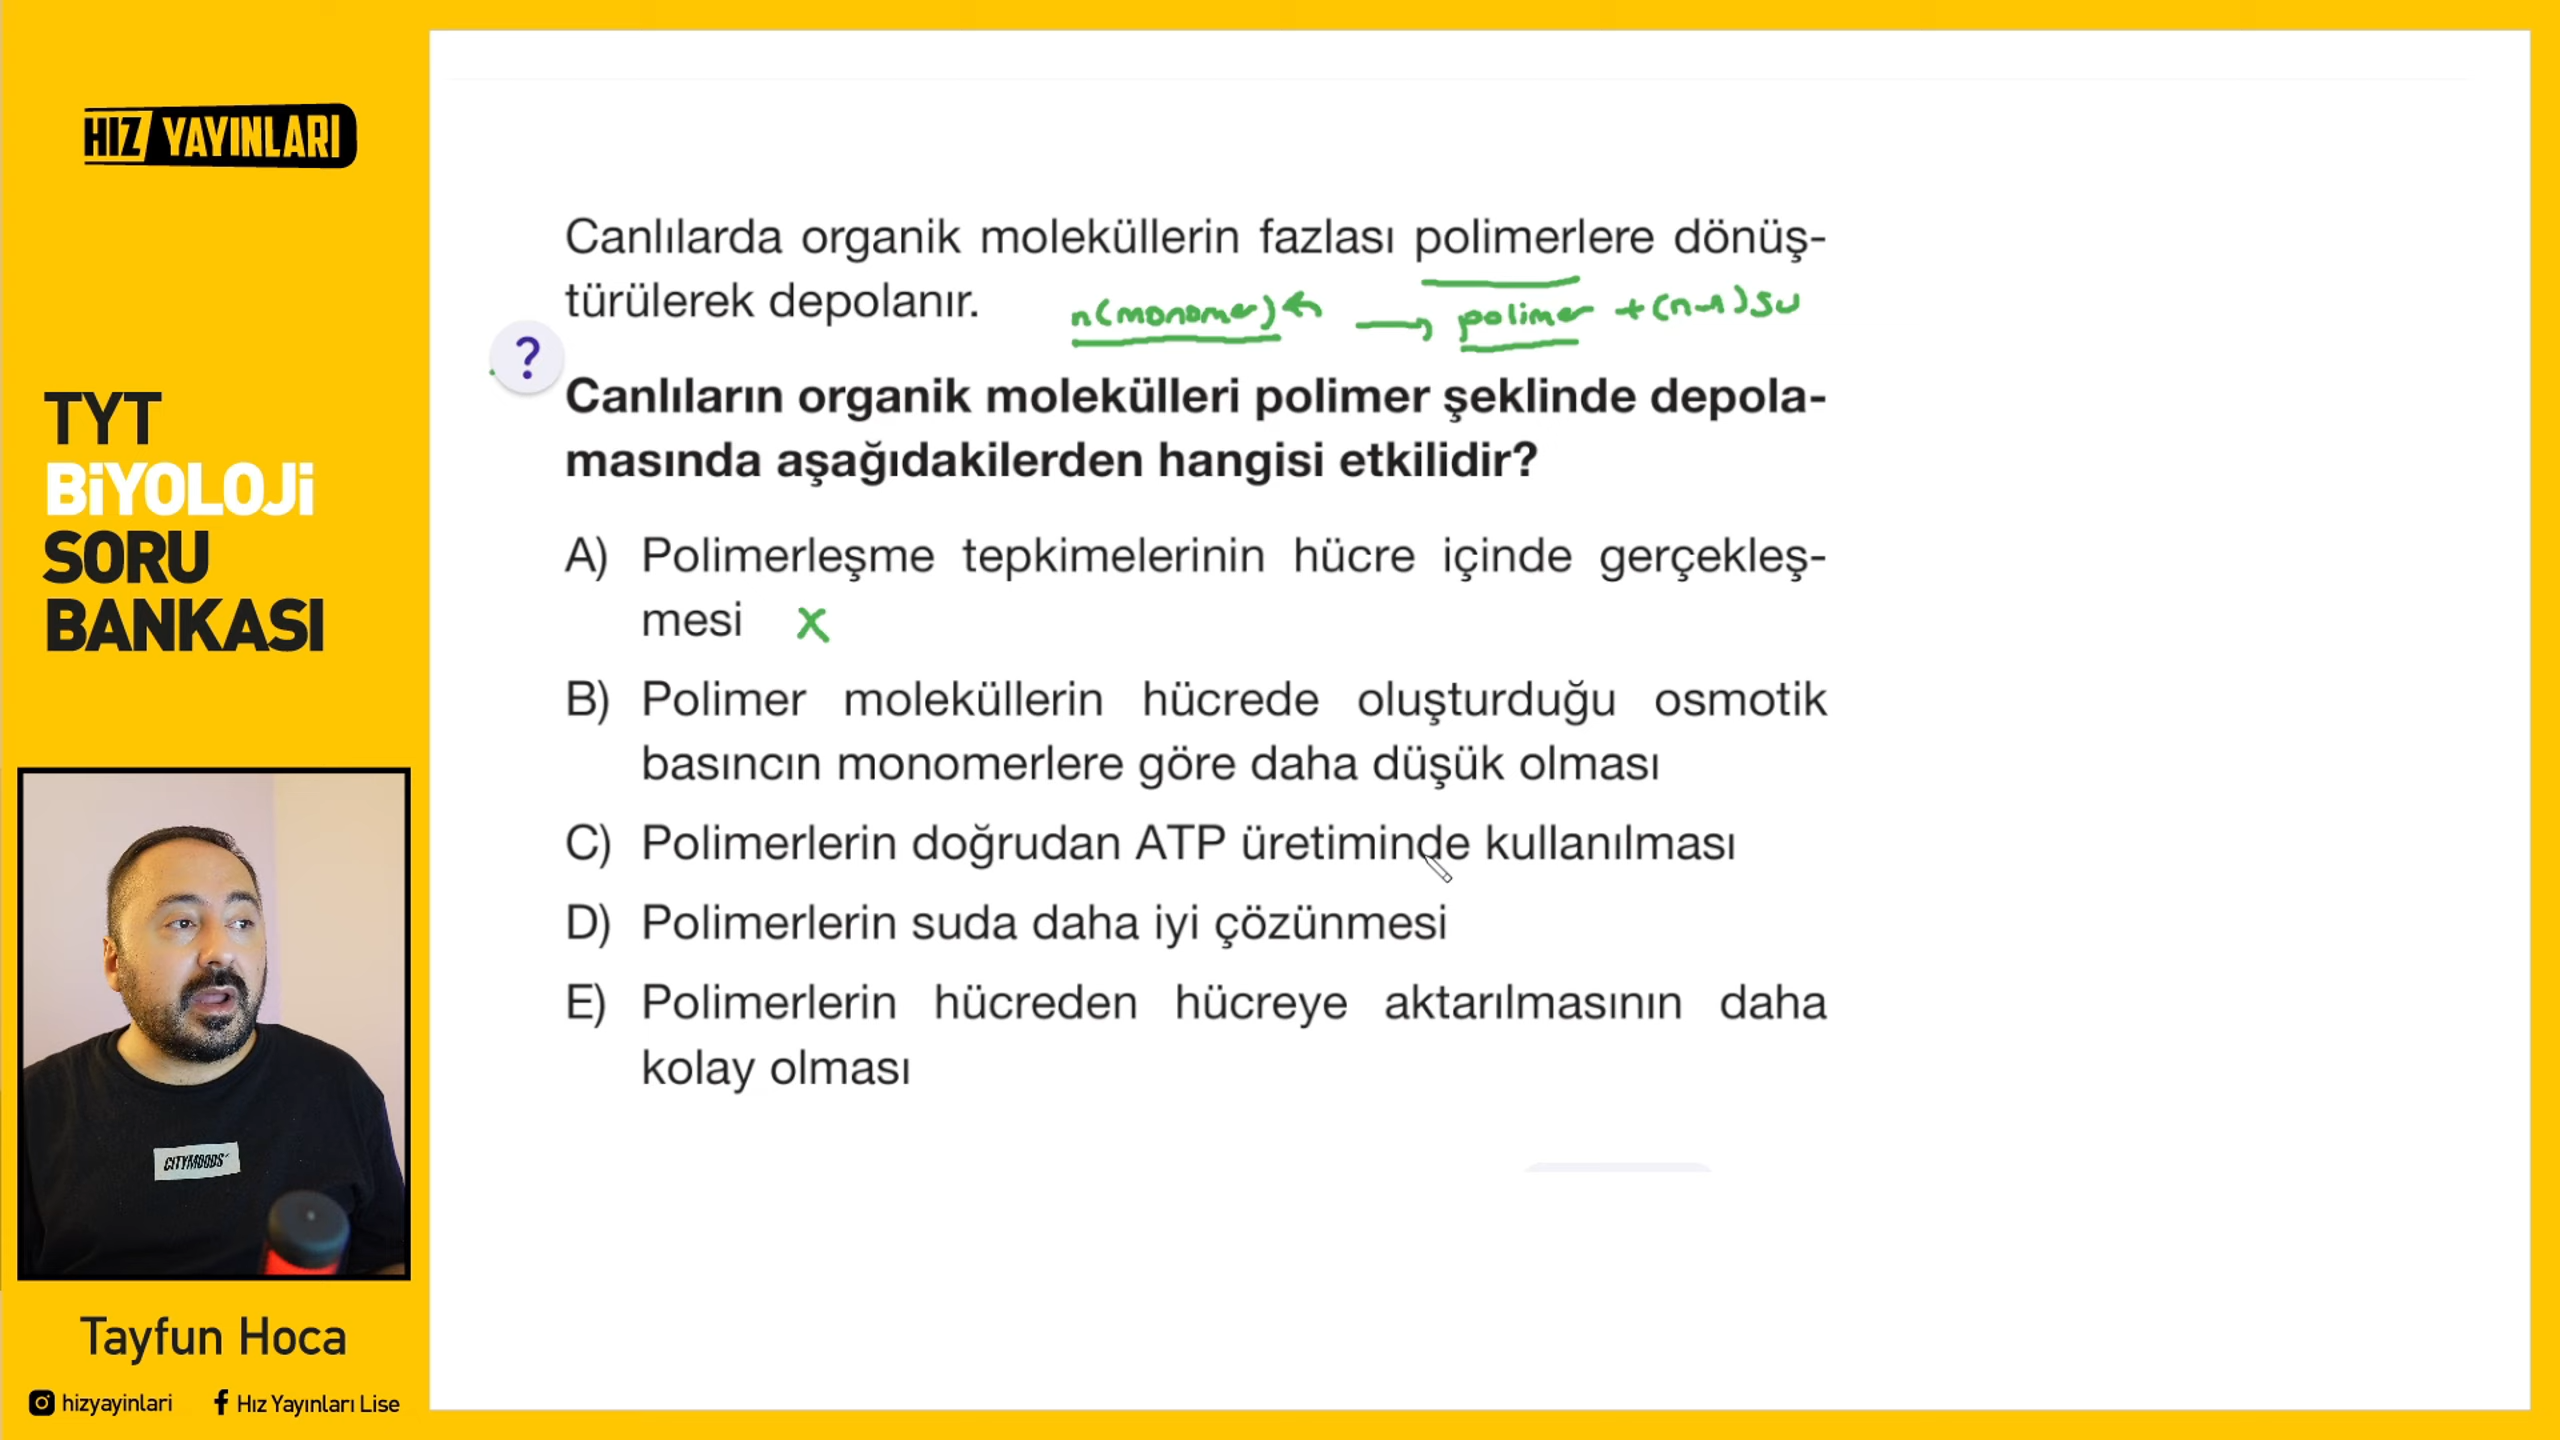 HIZ YAYINLARI
TYT
BiYOLOJi
SORU
BANKASI
CITYMOODS
Tayfun Hoca
hizyayinlari
Hız Yayınları Lise
Canlılarda organik moleküllerin fazlası polimerlere dönüş-
türülerek depolanır.
n(monomer) ← → polimer + (n-1) su
?
Canlıların organik molekülleri polimer şeklinde depola-
masında aşağıdakilerden hangisi etkilidir?
A) Polimerleşme tepkimelerinin hücre içinde gerçekleş-
mesi x
B) Polimer moleküllerin hücrede oluşturduğu osmotik
basıncın monomerlere göre daha düşük olması
C) Polimerlerin doğrudan ATP üretiminde kullanılması
D) Polimerlerin suda daha iyi çözünmesi
E) Polimerlerin hücreden hücreye aktarılmasının daha
kolay olması